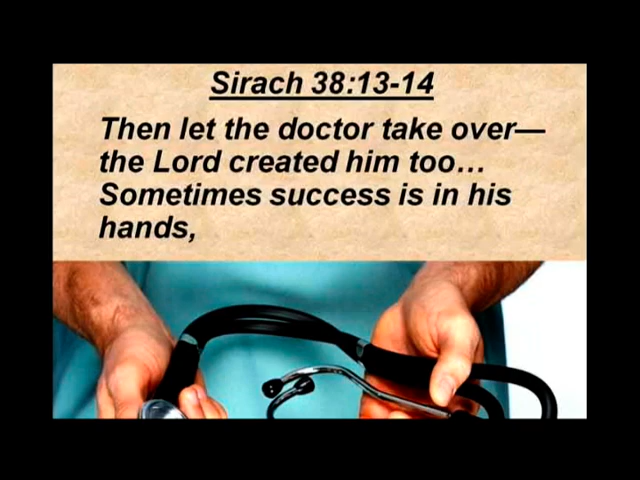 Sirach 38:13-14
Then let the doctor take over—
the Lord created him too…
Sometimes success is in his
hands,